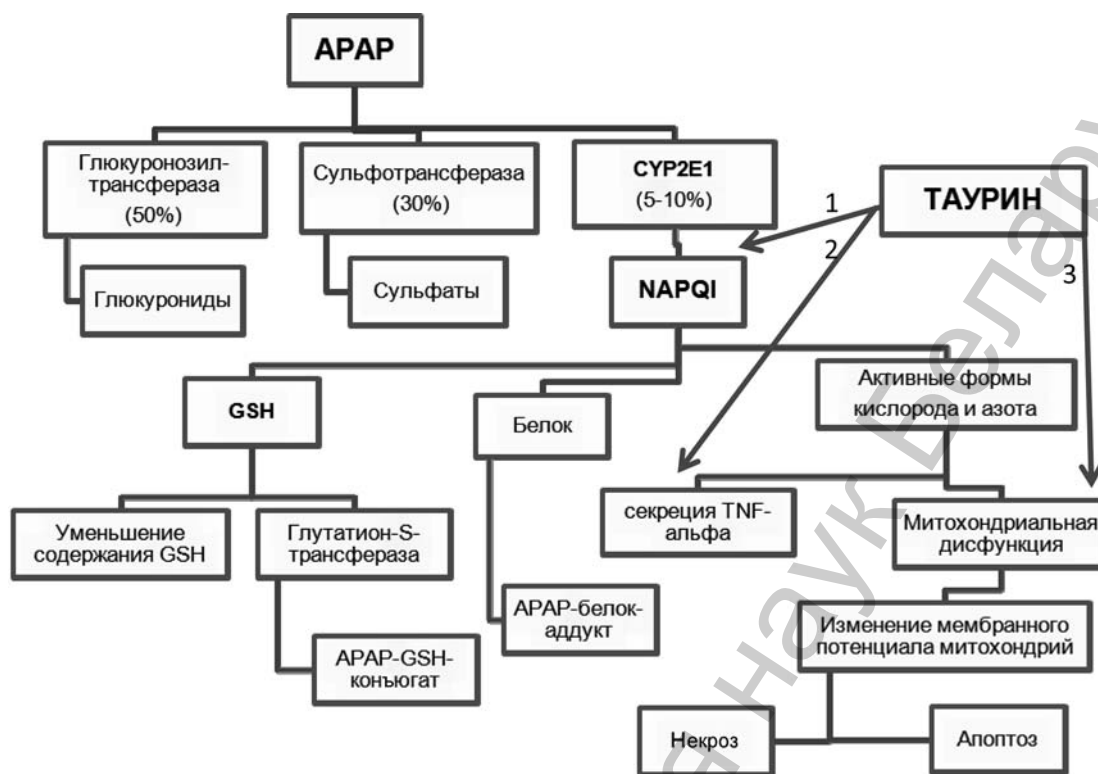 APAP
Глюкуронозил-
трансфераза
(50%)
Сульфотрансфераза
(30%)
CYP2E1
(5-10%)
ТАУРИН
1
2
3
Глюкурониды
Сульфаты
NAPQI
GSH
Белок
Активные формы
кислорода и азота
Уменьшение
содержания GSH
Глутатион-S-
трансфераза
секреция TNF-
альфа
Митохондриальная
дисфункция
APAP-белок-
аддукт
APAP-GSH-
конъюгат
Изменение мембранного
потенциала митохондрий
Некроз
Апоптоз
наук Белару